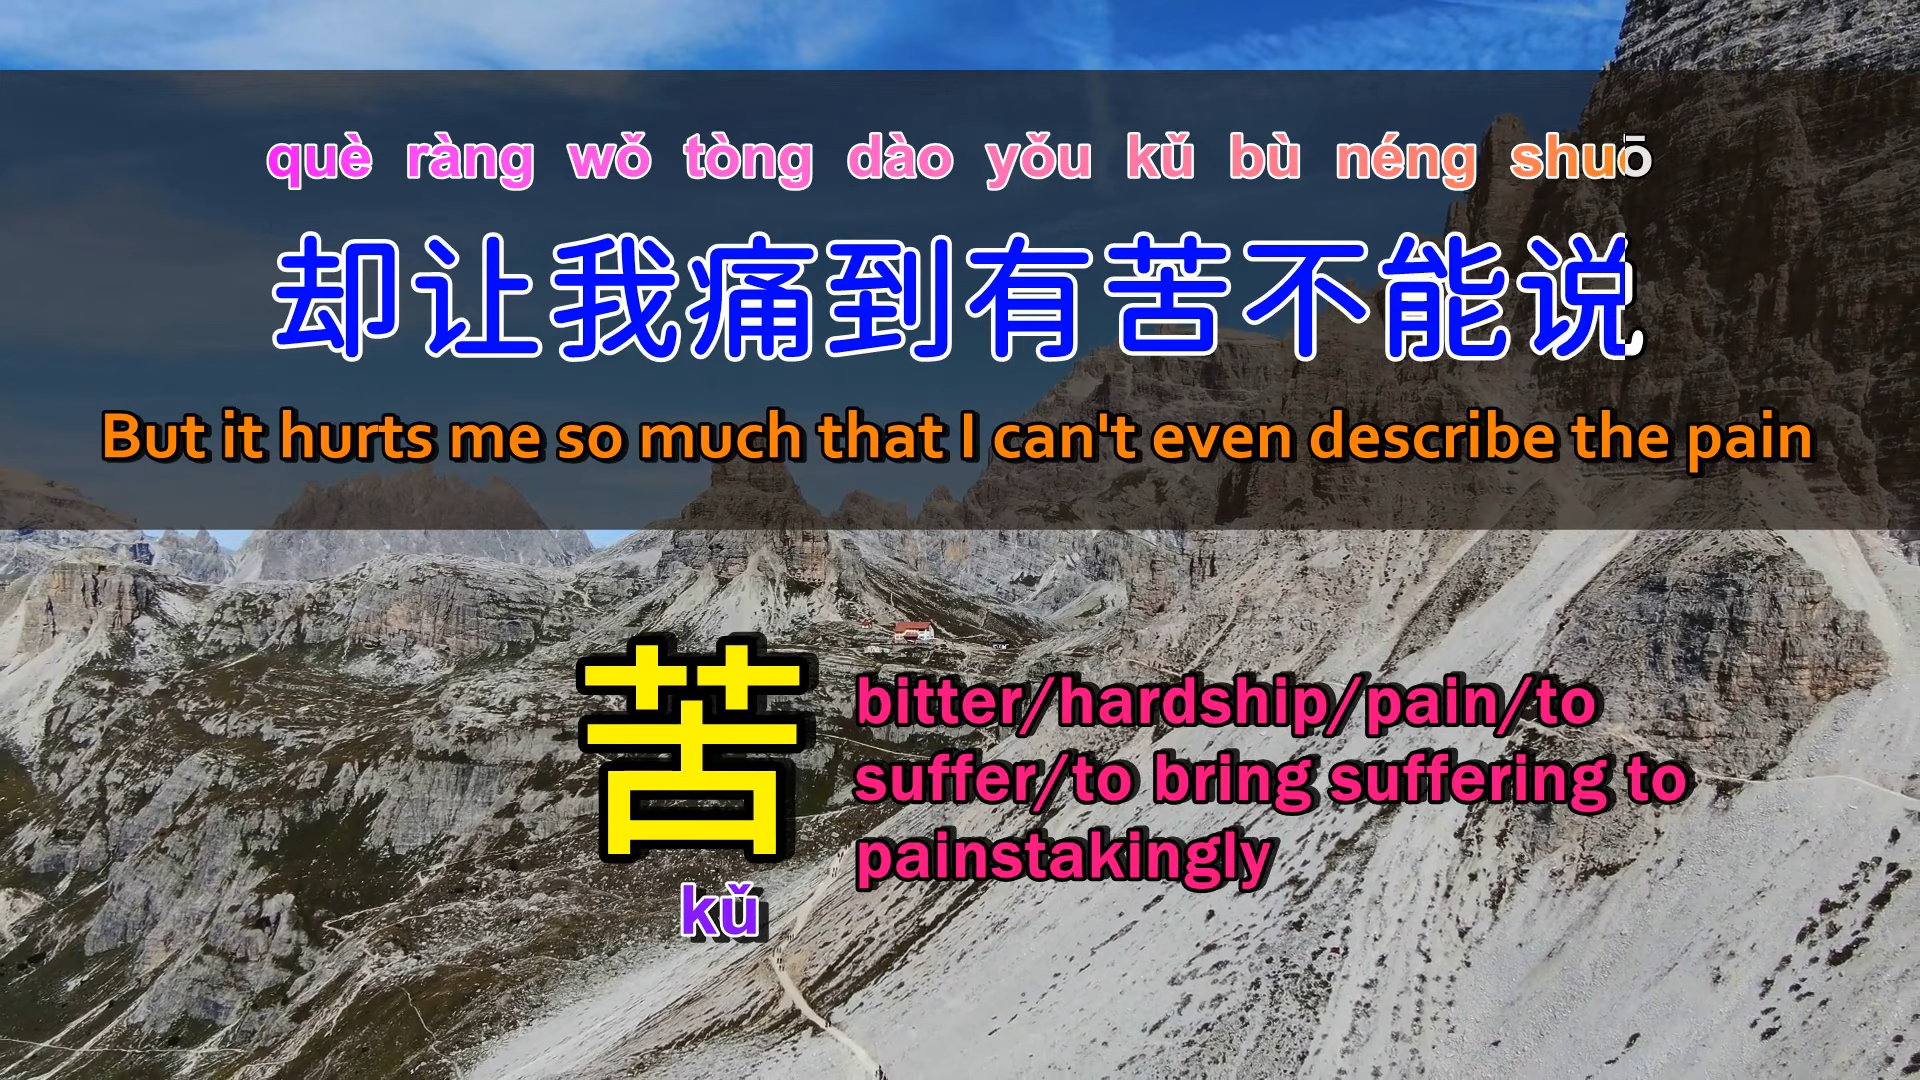 què ràng wǒ tòng dào yǒu kǔ bù néng shuō
却让我痛到有苦不能说
But it hurts me so much that I can't even describe the pain
苦
kǔ
bitter/hardship/pain/to
suffer/to bring suffering to
painstakingly